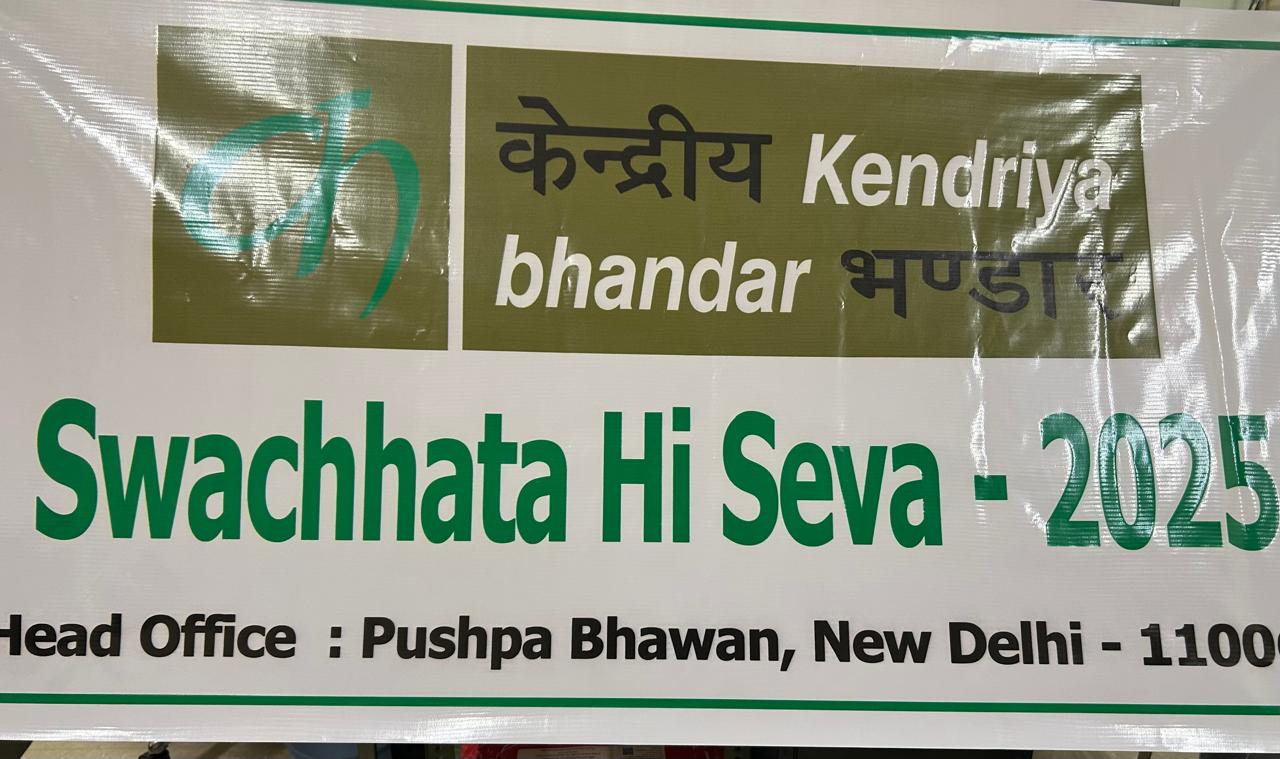 केन्द्रीय Kendriya
bhandar भण्डार
Swachhata Hi Seva - 2025
Head Office : Pushpa Bhawan, New Delhi - 1100